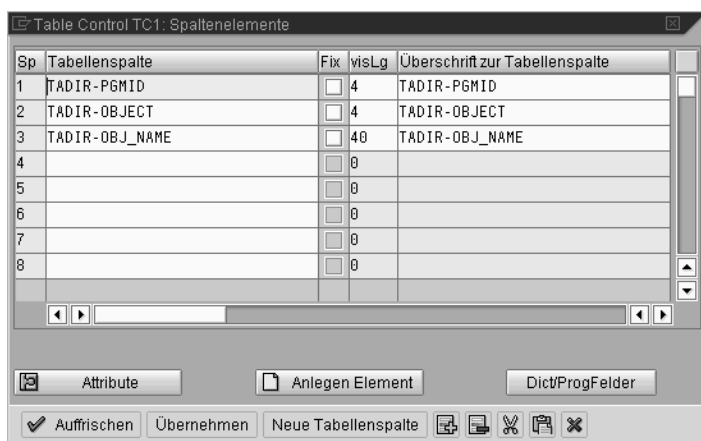 Table Control TC1: Spaltenelemente
Sp Tabellenspalte Fix visLg Überschrift zur Tabellenspalte
1 TADIR-PGMID 4 TADIR-PGMID
2 TADIR-OBJECT 4 TADIR-OBJECT
3 TADIR-OBJ_NAME 40 TADIR-OBJ_NAME
4 0
5 0
6 0
7 0
8 0
Attribute Anlegen Element Dict/ProgFelder
Auffrischen Übernehmen Neue Tabellenspalte